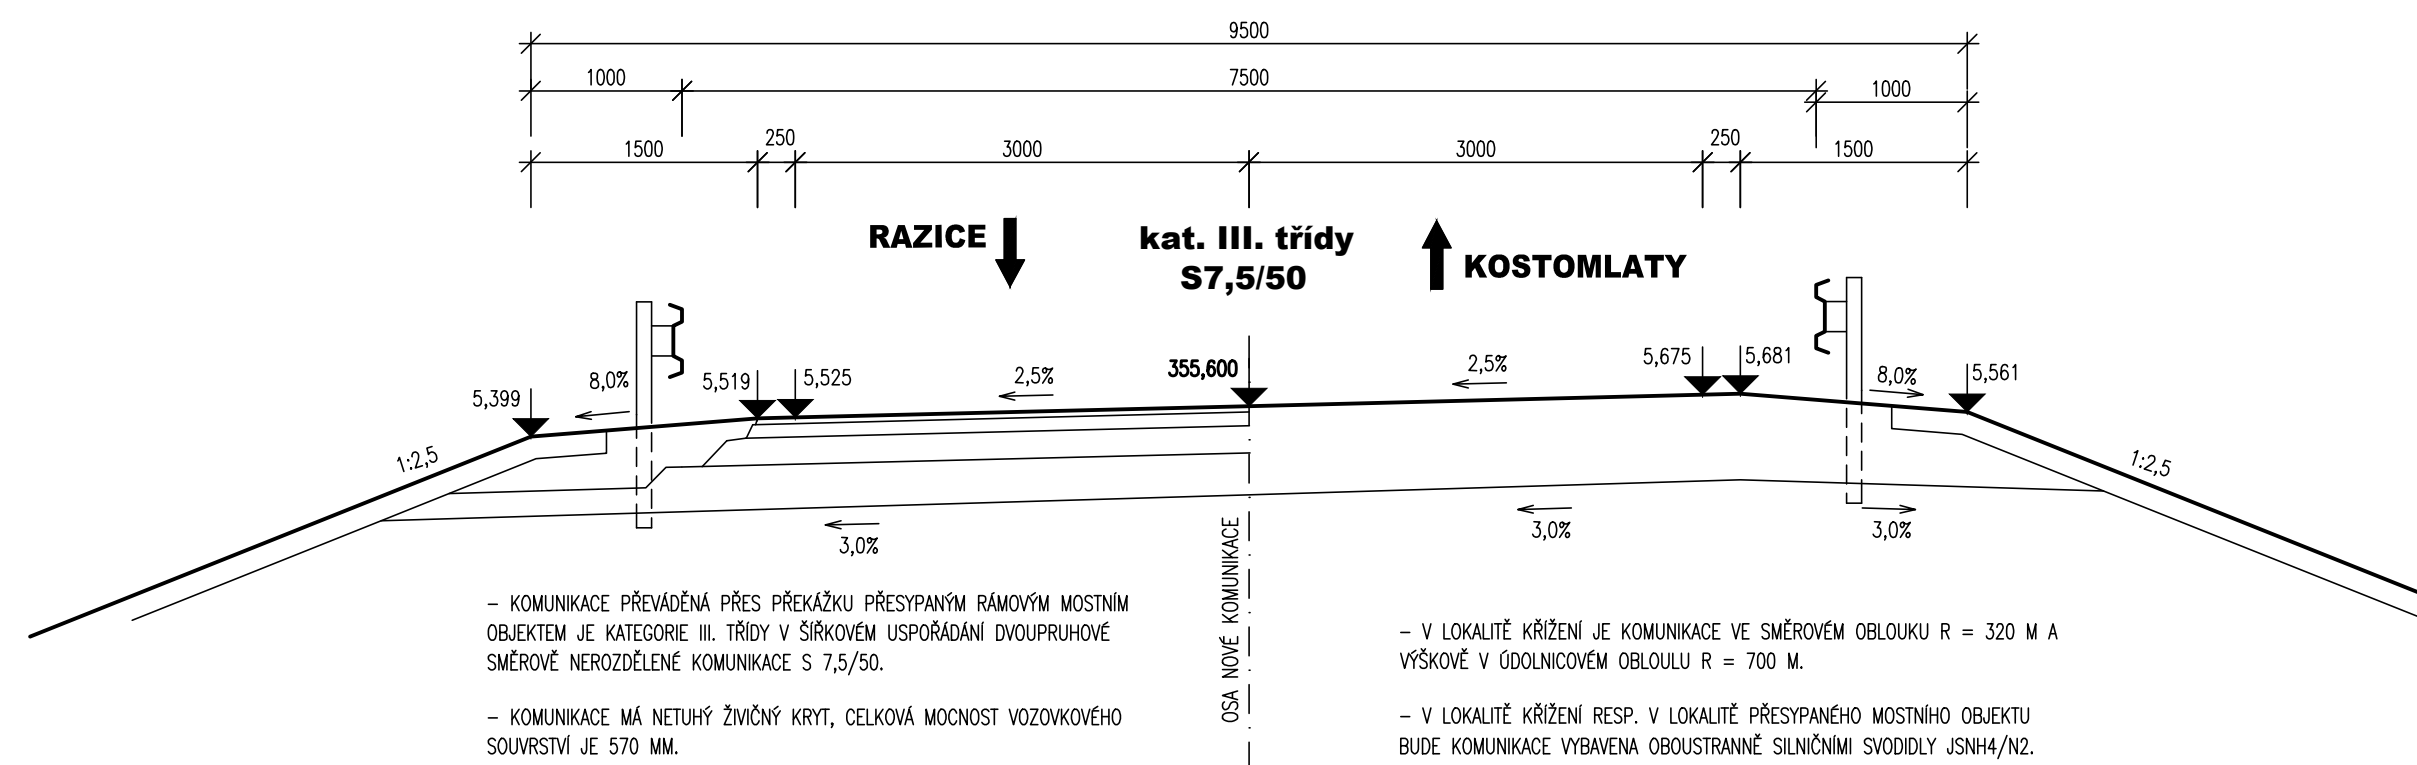 9500
1000 7500 1000
1500 250 3000 3000 250 1500
RAZICE kat. III. třídy
S7,5/50 KOSTOMLATY
5,399 8,0% 5,519 5,525 2,5% 355,600 2,5% 5,675 5,681 8,0% 5,561
1:2,5 1:2,5
3,0% 3,0% 3,0%
OSA NOVÉ KOMUNIKACE
– KOMUNIKACE PŘEVÁDĚNÁ PŘES PŘEKÁŽKU PŘESYPANÝM RÁMOVÝM MOSTNÍM
OBJEKTEM JE KATEGORIE III. TŘÍDY V ŠÍŘKOVÉM USPOŘÁDÁNÍ DVOUPRUHOVÉ
SMĚROVĚ NEROZDĚLENÉ KOMUNIKACE S 7,5/50.
– KOMUNIKACE MÁ NETUHÝ ŽIVIČNÝ KRYT, CELKOVÁ MOCNOST VOZOVKOVÉHO
SOUVRSTVÍ JE 570 MM.
– V LOKALITĚ KŘÍŽENÍ JE KOMUNIKACE VE SMĚROVÉM OBLOUKU R = 320 M A
VÝŠKOVĚ V ÚDOLNICOVÉM OBLOULU R = 700 M.
– V LOKALITĚ KŘÍŽENÍ RESP. V LOKALITĚ PŘESYPANÉHO MOSTNÍHO OBJEKTU
BUDE KOMUNIKACE VYBAVENA OBOUSTRANNĚ SILNIČNÍMI SVODIDLY JSNH4/N2.